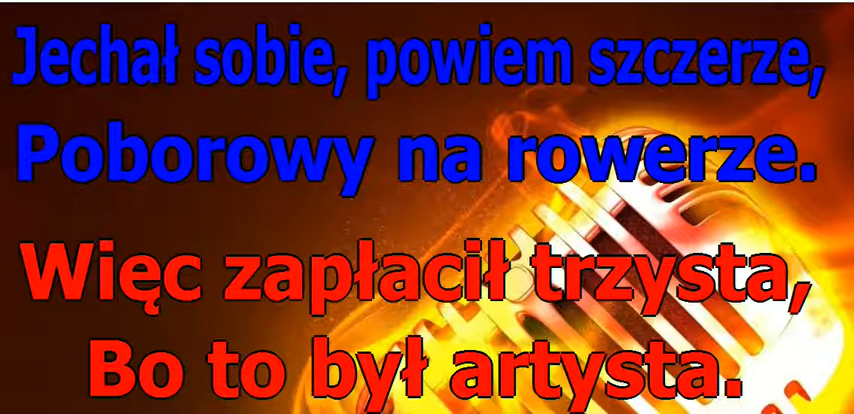 Jechał sobie, powiem szczerze,
Poborowy na rowerze.
Więc zapłacił trzysta,
Bo to był artysta.